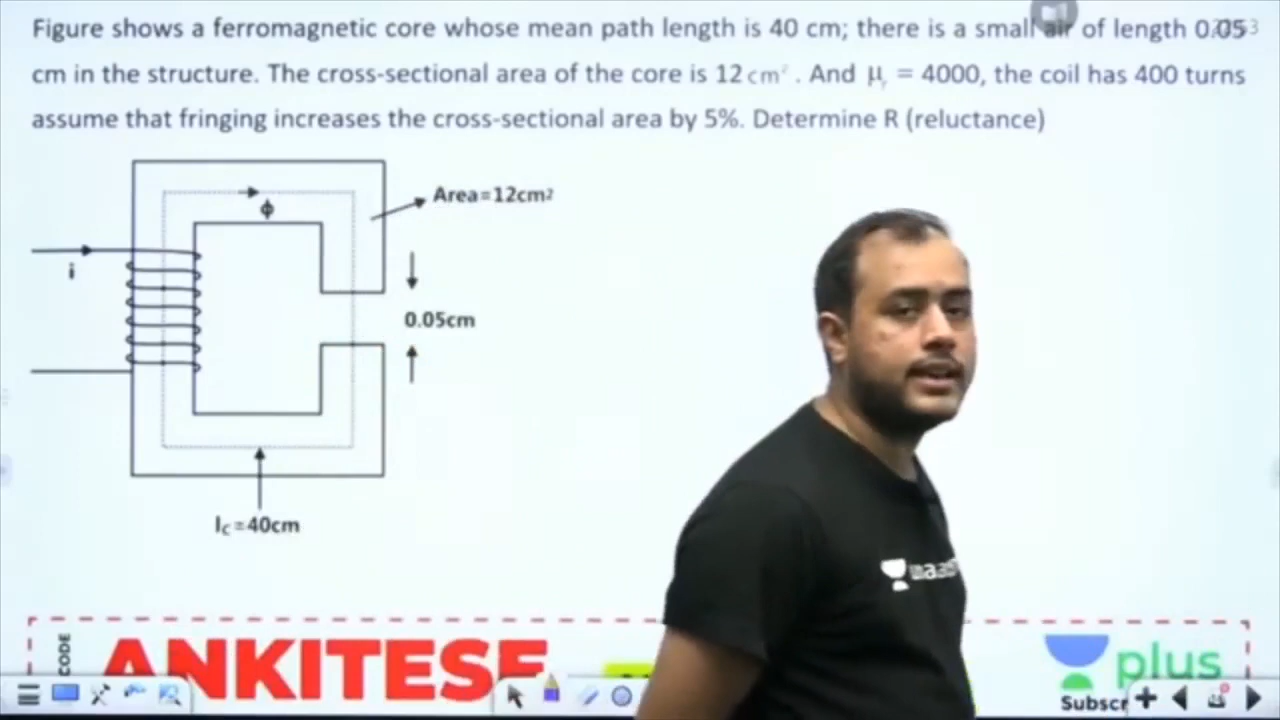 Figure shows a ferromagnetic core whose mean path length is 40 cm; there is a small air of length 0.05
cm in the structure. The cross-sectional area of the core is 12 cm². And μᵣ = 4000, the coil has 400 turns
assume that fringing increases the cross-sectional area by 5%. Determine R (reluctance)
Area=12cm²
ϕ
i
0.05cm
l_c=40cm
CODE
ANKITESE
plus
Subscr